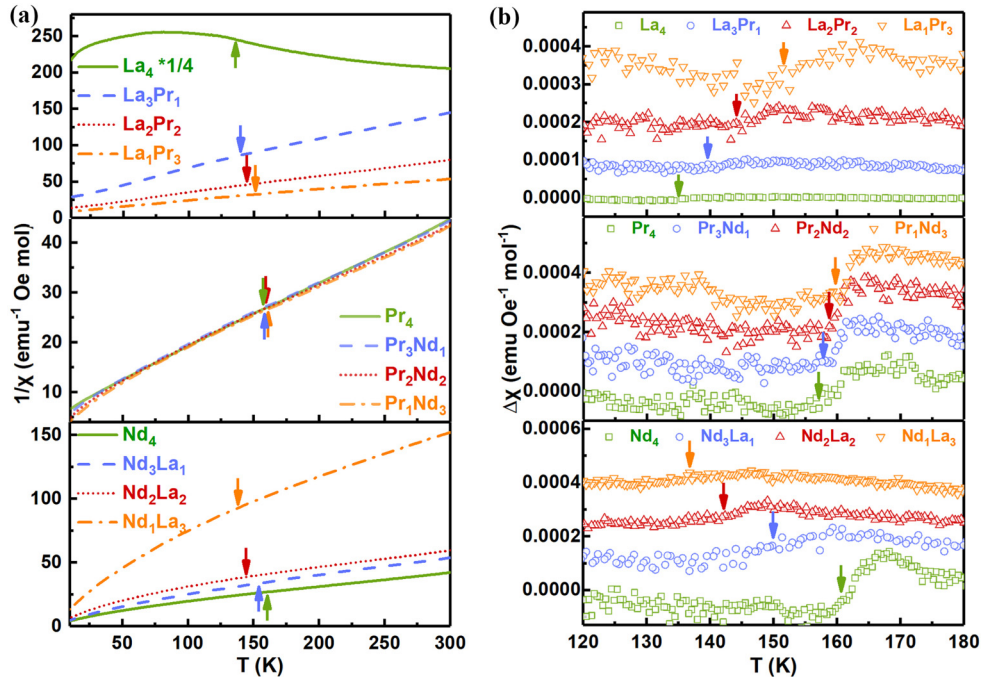 (a)
250
200
150
100
50
La₄ *1/4
La₃Pr₁
La₂Pr₂
La₁Pr₃
1/χ (emu⁻¹ Oe mol)
40
30
20
10
Pr₄
Pr₃Nd₁
Pr₂Nd₂
Pr₁Nd₃
150
100
50
0
Nd₄
Nd₃La₁
Nd₂La₂
Nd₁La₃
50 100 150 200 250 300
T (K)
(b)
La₄ La₃Pr₁ La₂Pr₂ La₁Pr₃
0.0004
0.0003
0.0002
0.0001
0.0000
Δχ (emu Oe⁻¹ mol⁻¹)
Pr₄ Pr₃Nd₁ Pr₂Nd₂ Pr₁Nd₃
0.0004
0.0002
0.0000
Nd₄ Nd₃La₁ Nd₂La₂ Nd₁La₃
0.0006
0.0004
0.0002
0.0000
120 130 140 150 160 170 180
T (K)